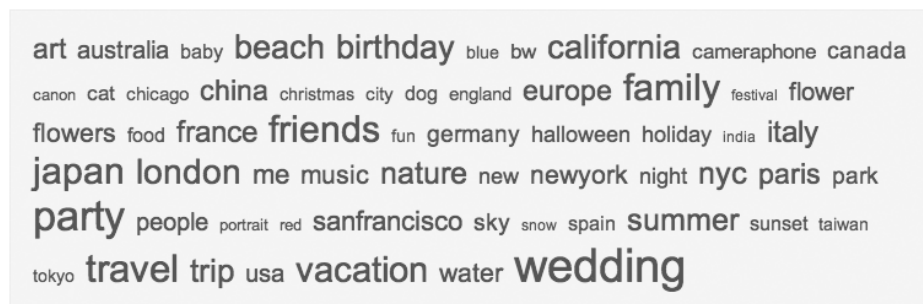 art australia baby beach birthday blue bw california cameraphone canada
canon cat chicago china christmas city dog england europe family festival flower
flowers food france friends fun germany halloween holiday india italy
japan london me music nature new newyork night nyc paris park
party people portrait red sanfrancisco sky snow spain summer sunset taiwan
tokyo travel trip usa vacation water wedding